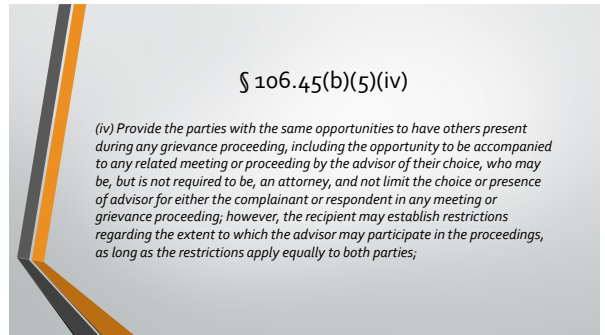 § 106.45(b)(5)(iv)
(iv) Provide the parties with the same opportunities to have others present
during any grievance proceeding, including the opportunity to be accompanied
to any related meeting or proceeding by the advisor of their choice, who may
be, but is not required to be, an attorney, and not limit the choice or presence
of advisor for either the complainant or respondent in any meeting or
grievance proceeding; however, the recipient may establish restrictions
regarding the extent to which the advisor may participate in the proceedings,
as long as the restrictions apply equally to both parties;